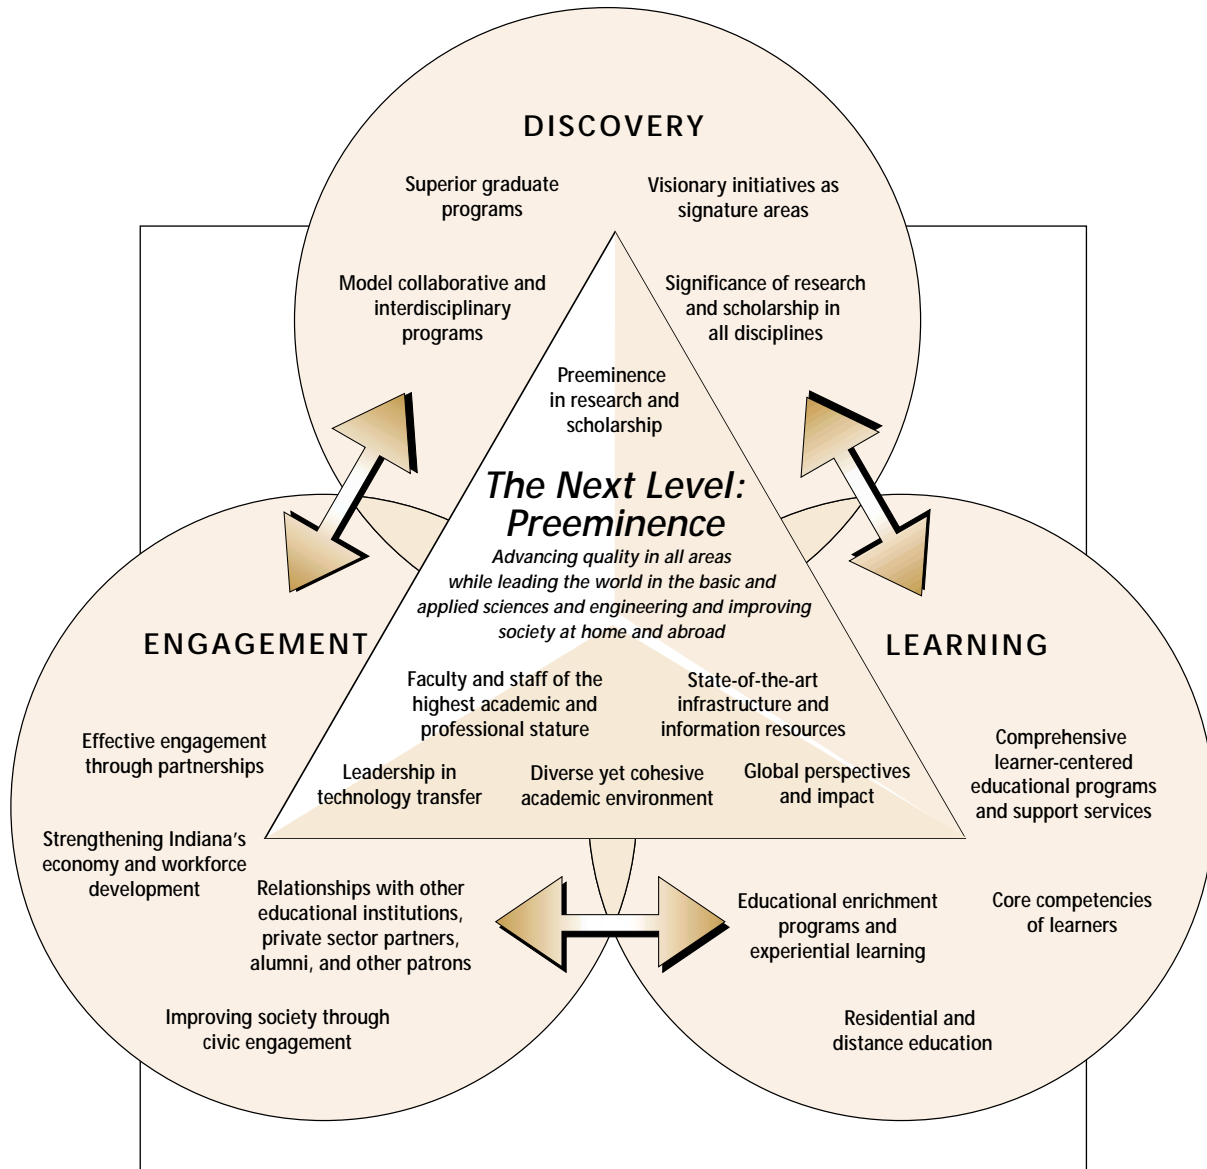 DISCOVERY
Superior graduate
programs
Visionary initiatives as
signature areas
Model collaborative and
interdisciplinary
programs
Significance of research
and scholarship in
all disciplines
Preeminence
in research and
scholarship
The Next Level:
Preeminence
Advancing quality in all areas
while leading the world in the basic and
applied sciences and engineering and improving
society at home and abroad
Faculty and staff of the
highest academic and
professional stature
State-of-the-art
infrastructure and
information resources
Leadership in
technology transfer
Diverse yet cohesive
academic environment
Global perspectives
and impact
ENGAGEMENT
Effective engagement
through partnerships
Strengthening Indiana's
economy and workforce
development
Relationships with other
educational institutions,
private sector partners,
alumni, and other patrons
Improving society through
civic engagement
LEARNING
Comprehensive
learner-centered
educational programs
and support services
Educational enrichment
programs and
experiential learning
Core competencies
of learners
Residential and
distance education